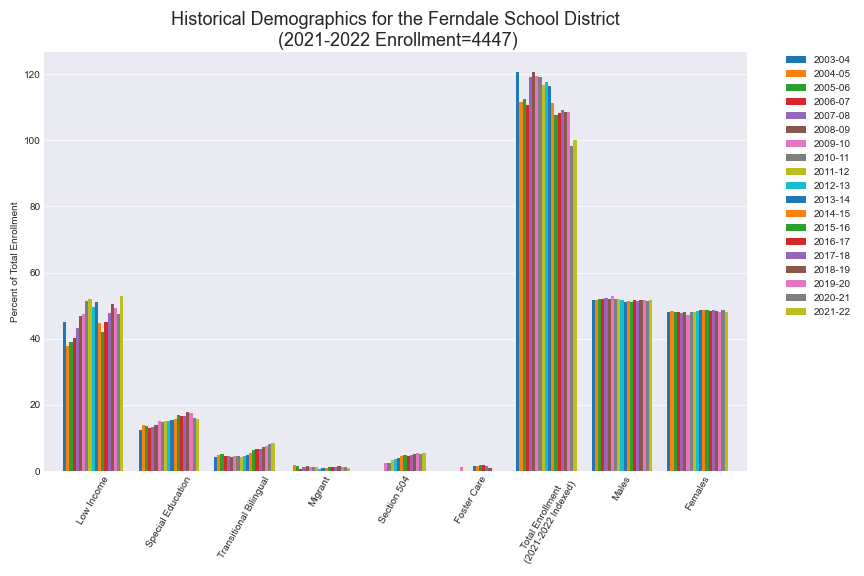 Historical Demographics for the Ferndale School District
(2021-2022 Enrollment=4447)
Percent of Total Enrollment
120
100
80
60
40
20
0
Low Income
Special Education
Transitional Bilingual
Migrant
Section 504
Foster Care
Total Enrollment
(2021-2022 Indexed)
Males
Females
2003-04
2004-05
2005-06
2006-07
2007-08
2008-09
2009-10
2010-11
2011-12
2012-13
2013-14
2014-15
2015-16
2016-17
2017-18
2018-19
2019-20
2020-21
2021-22